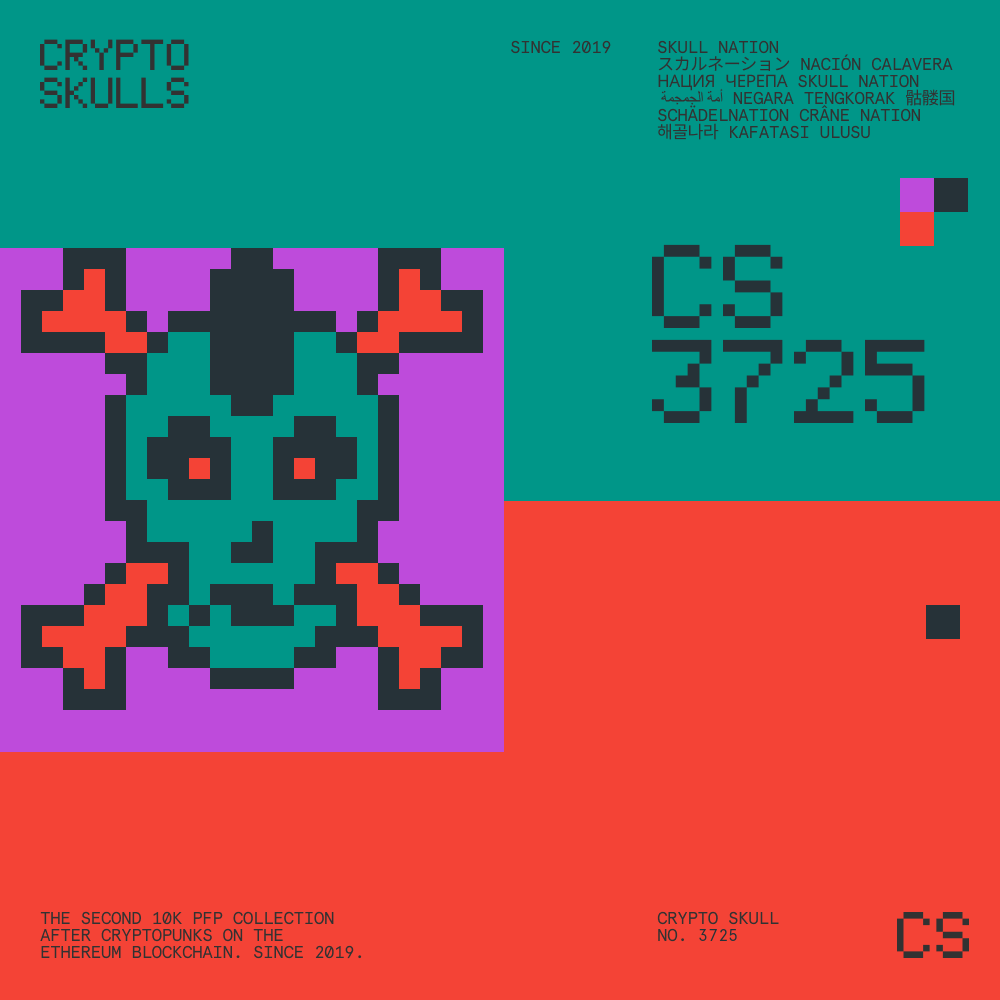 CRYPTO
SKULLS
SINCE 2019
SKULL NATION
スカルネーション NACIÓN CALAVERA
НАЦИЯ ЧЕРЕПА SKULL NATION
أمة الجمجمة NEGARA TENGKORAK 骷髅国
SCHÄDELNATION CRÂNE NATION
해골나라 KAFATASI ULUSU
CS
3725
THE SECOND 10K PFP COLLECTION
AFTER CRYPTOPUNKS ON THE
ETHEREUM BLOCKCHAIN. SINCE 2019.
CRYPTO SKULL
NO. 3725
CS